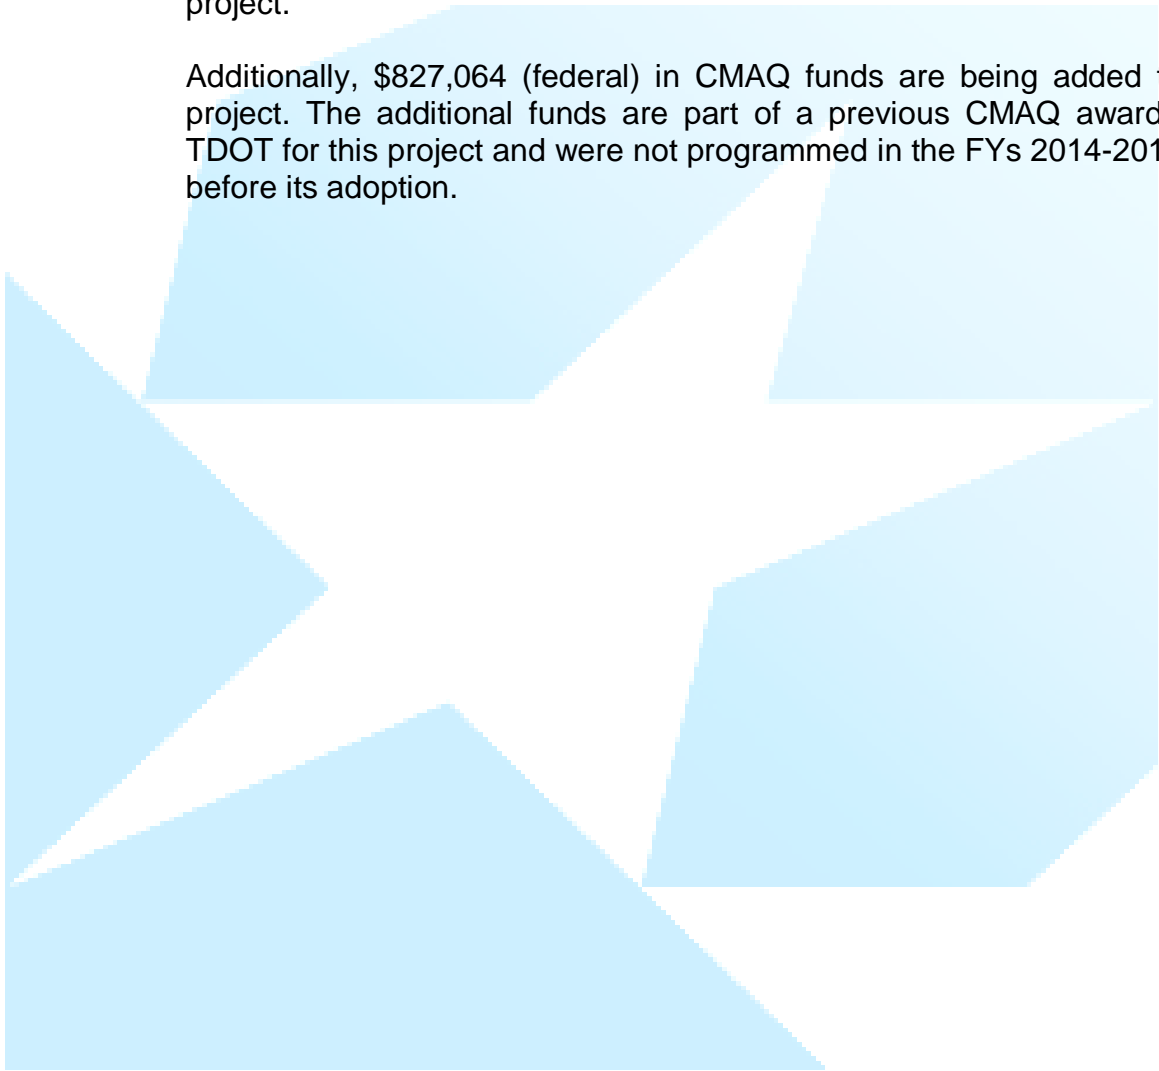 project.
Additionally, $827,064 (federal) in CMAQ funds are being added
project. The additional funds are part of a previous CMAQ award
TDOT for this project and were not programmed in the FYs 2014-201
before its adoption.